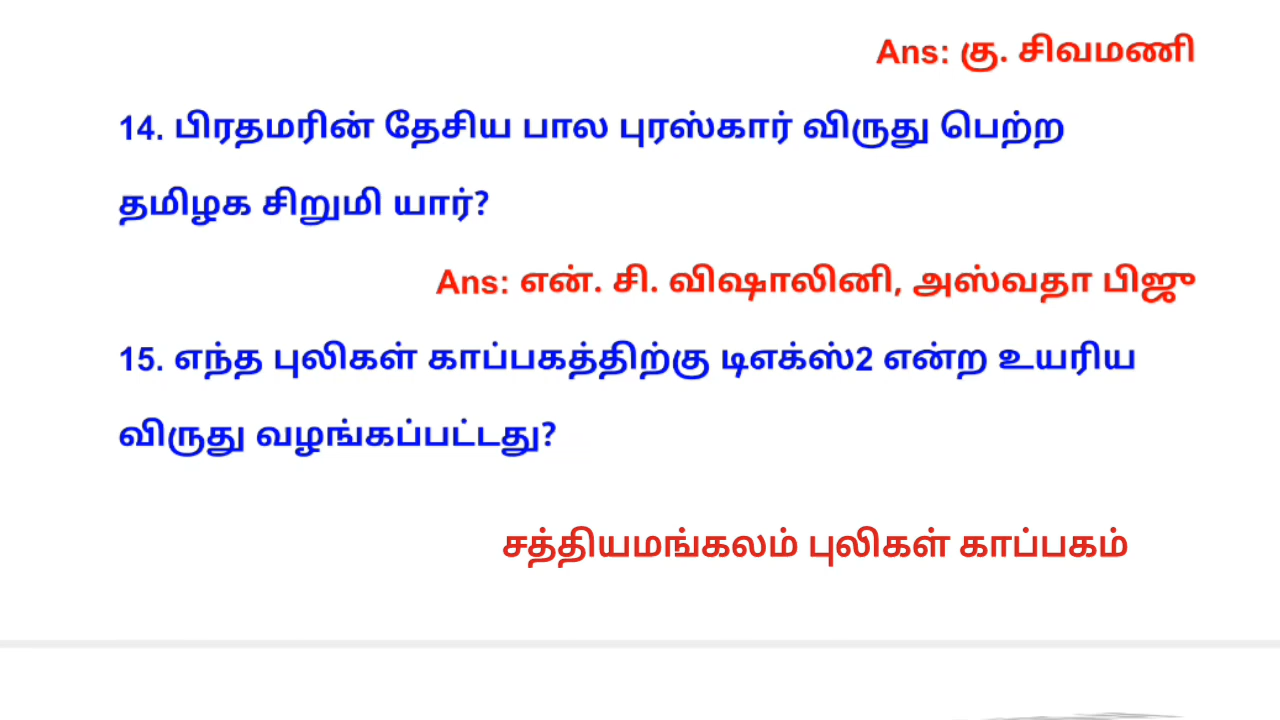 Ans: கு. சிவமணி
14. பிரதமரின் தேசிய பால புரஸ்கார் விருது பெற்ற
தமிழக சிறுமி யார்?
Ans: என். சி. விஷாலினி, அஸ்வதா பிஜு
15. எந்த புலிகள் காப்பகத்திற்கு டிஎக்ஸ்2 என்ற உயரிய
விருது வழங்கப்பட்டது?
சத்தியமங்கலம் புலிகள் காப்பகம்